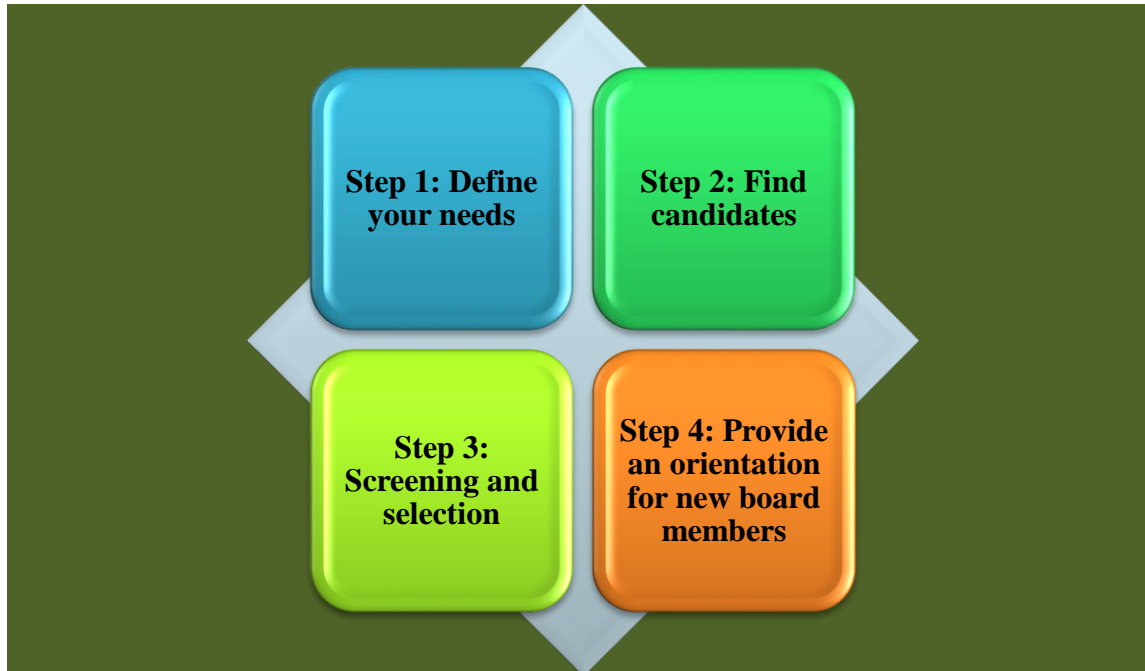 Step 1: Define
your needs
Step 2: Find
candidates
Step 3:
Screening and
selection
Step 4: Provide
an orientation
for new board
members